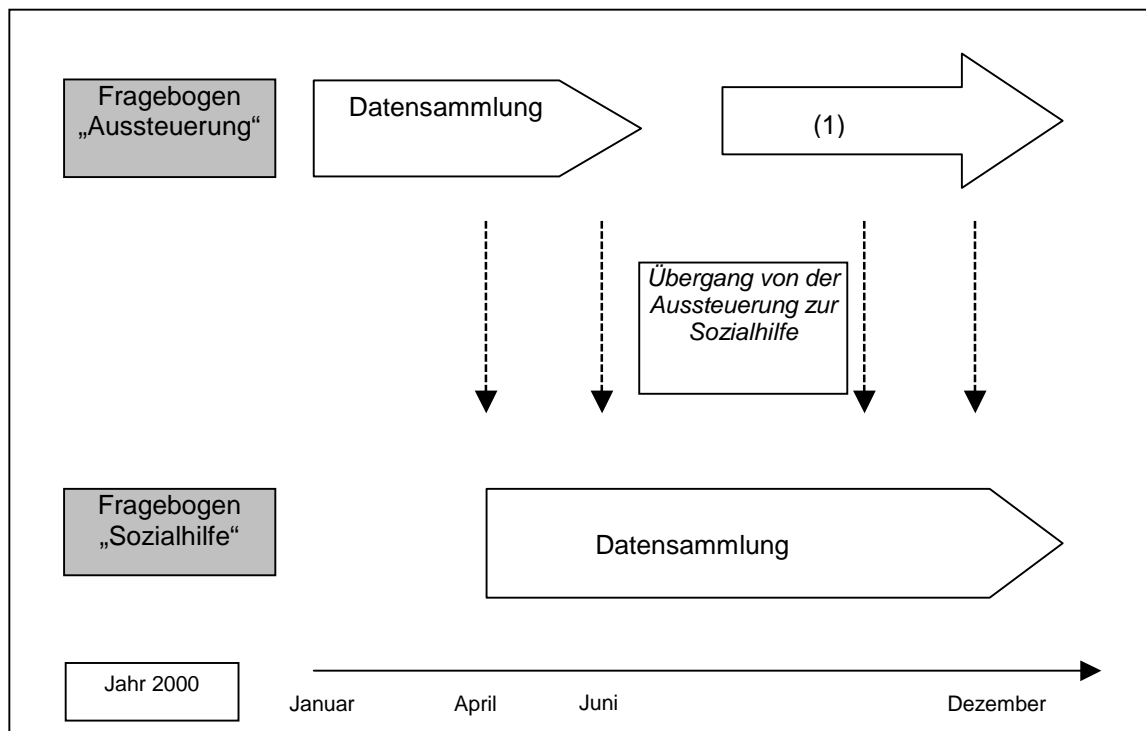 Fragebogen
„Aussteuerung“
Datensammlung
(1)
Übergang von der
Aussteuerung zur
Sozialhilfe
Fragebogen
„Sozialhilfe“
Datensammlung
Jahr 2000
Januar
April
Juni
Dezember